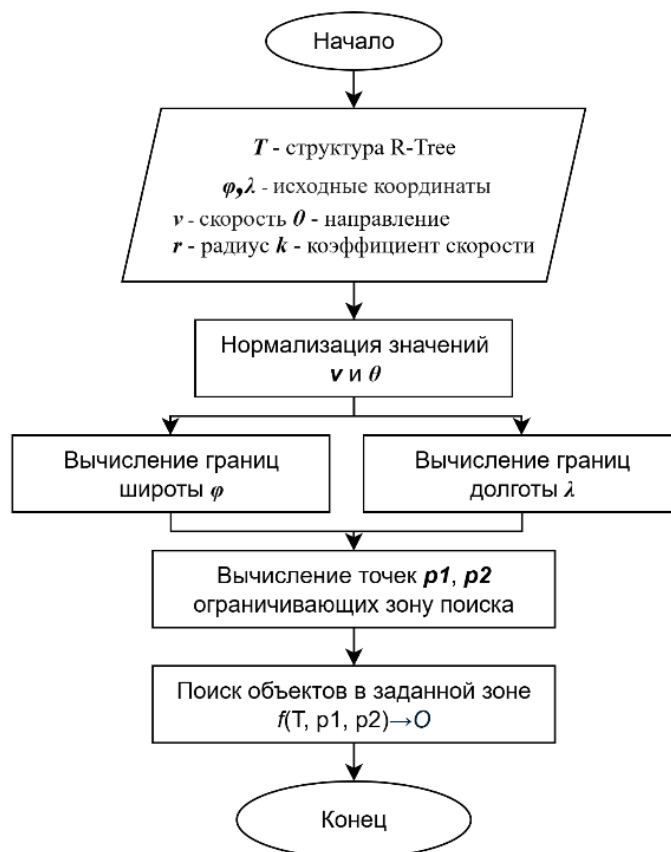 Начало
T - структура R-Tree
φ,λ - исходные координаты
v - скорость θ - направление
r - радиус k - коэффициент скорости
Нормализация значений
v и θ
Вычисление границ
широты φ
Вычисление границ
долготы λ
Вычисление точек p1, p2
ограничивающих зону поиска
Поиск объектов в заданной зоне
f(T, p1, p2)→O
Конец